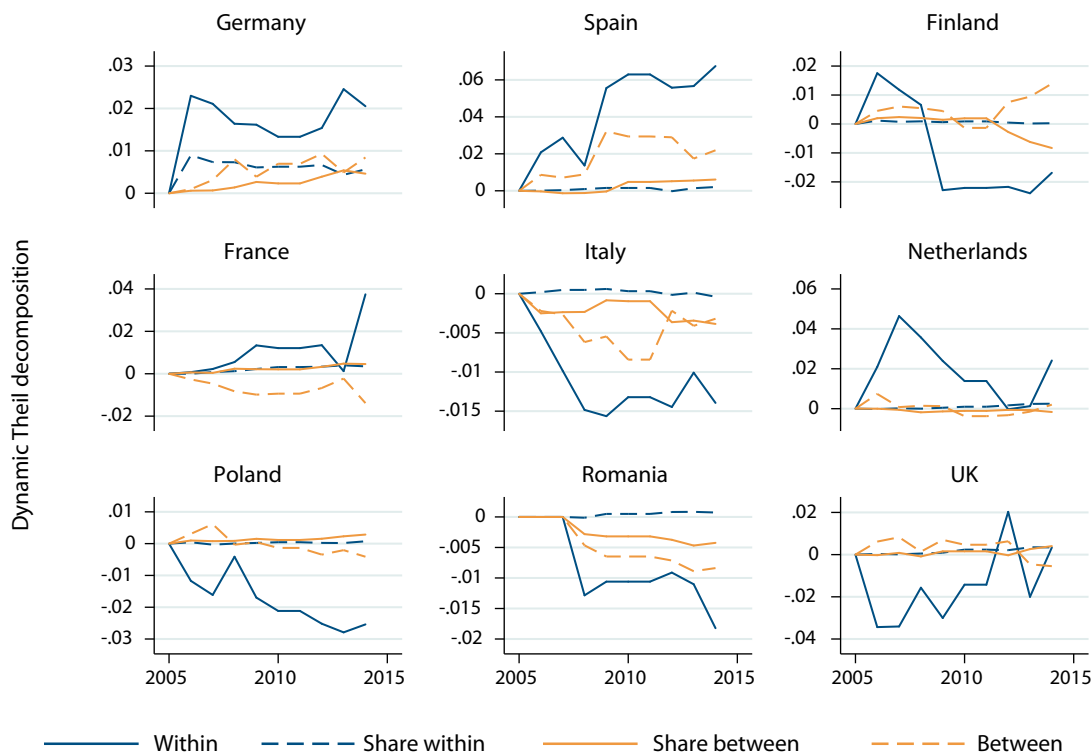 Germany Spain Finland
.03 .06 .02
.02 .04 .01
.01 .02 0
0 0 -.01
-.02
France Italy Netherlands
.04 0 .06
.02 -.005 .04
0 -.01 .02
-.02 -.015 0
Poland Romania UK
.01 0 .02
0 -.005 0
-.01 -.01 -.02
-.02 -.015 -.04
-.03 -.02
2005 2010 2015 2005 2010 2015 2005 2010 2015
Dynamic Theil decomposition
Within Share within Share between Between